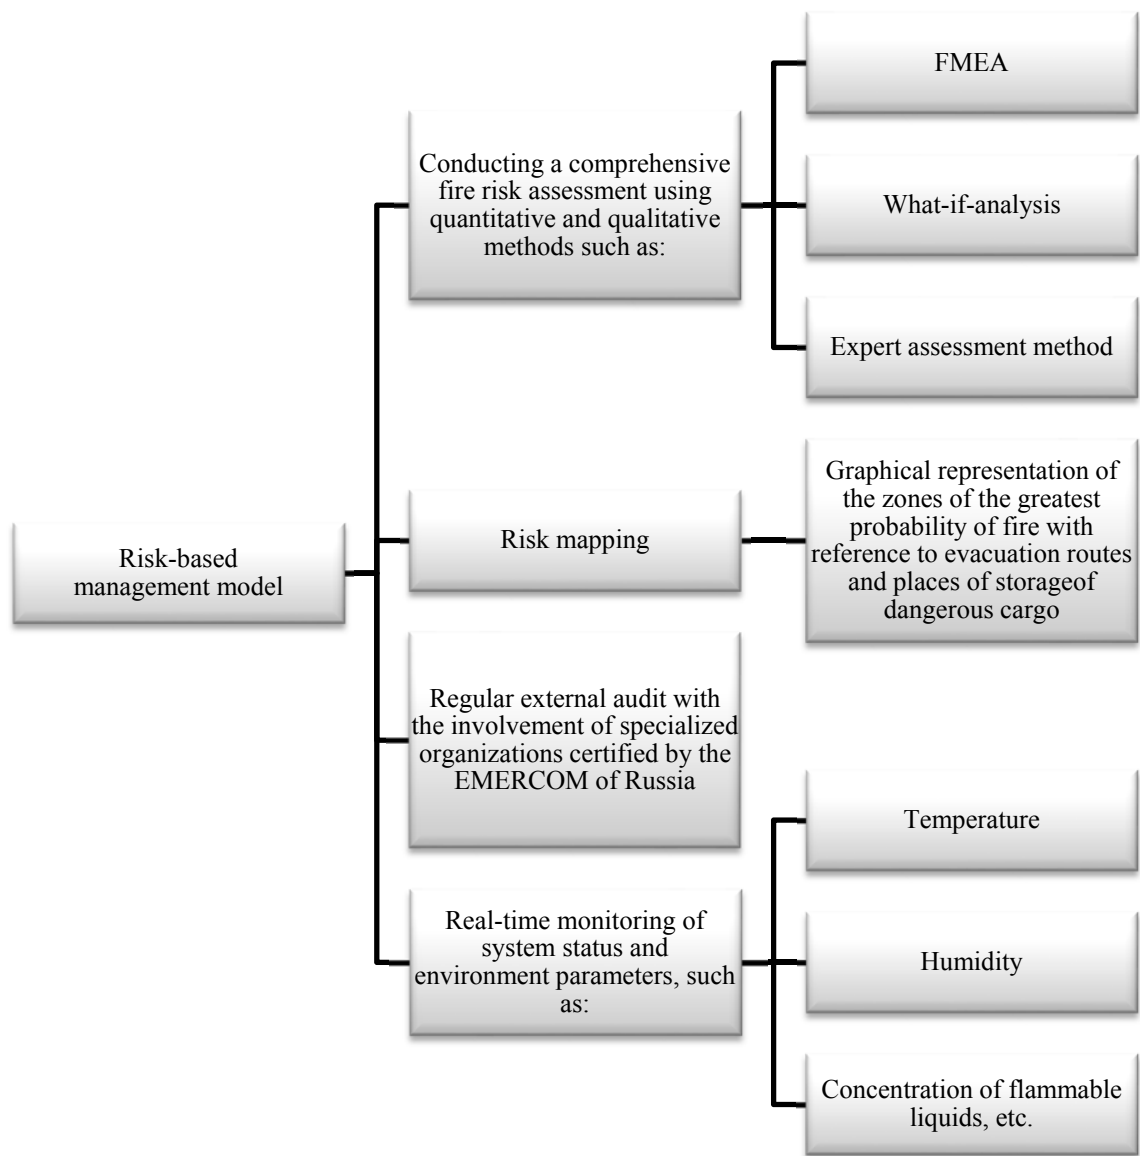 Risk-based
management model
Conducting a comprehensive
fire risk assessment using
quantitative and qualitative
methods such as:
FMEA
What-if-analysis
Expert assessment method
Risk mapping
Graphical representation of
the zones of the greatest
probability of fire with
reference to evacuation routes
and places of storageof
dangerous cargo
Regular external audit with
the involvement of specialized
organizations certified by the
EMERCOM of Russia
Real-time monitoring of
system status and
environment parameters, such
as:
Temperature
Humidity
Concentration of flammable
liquids, etc.